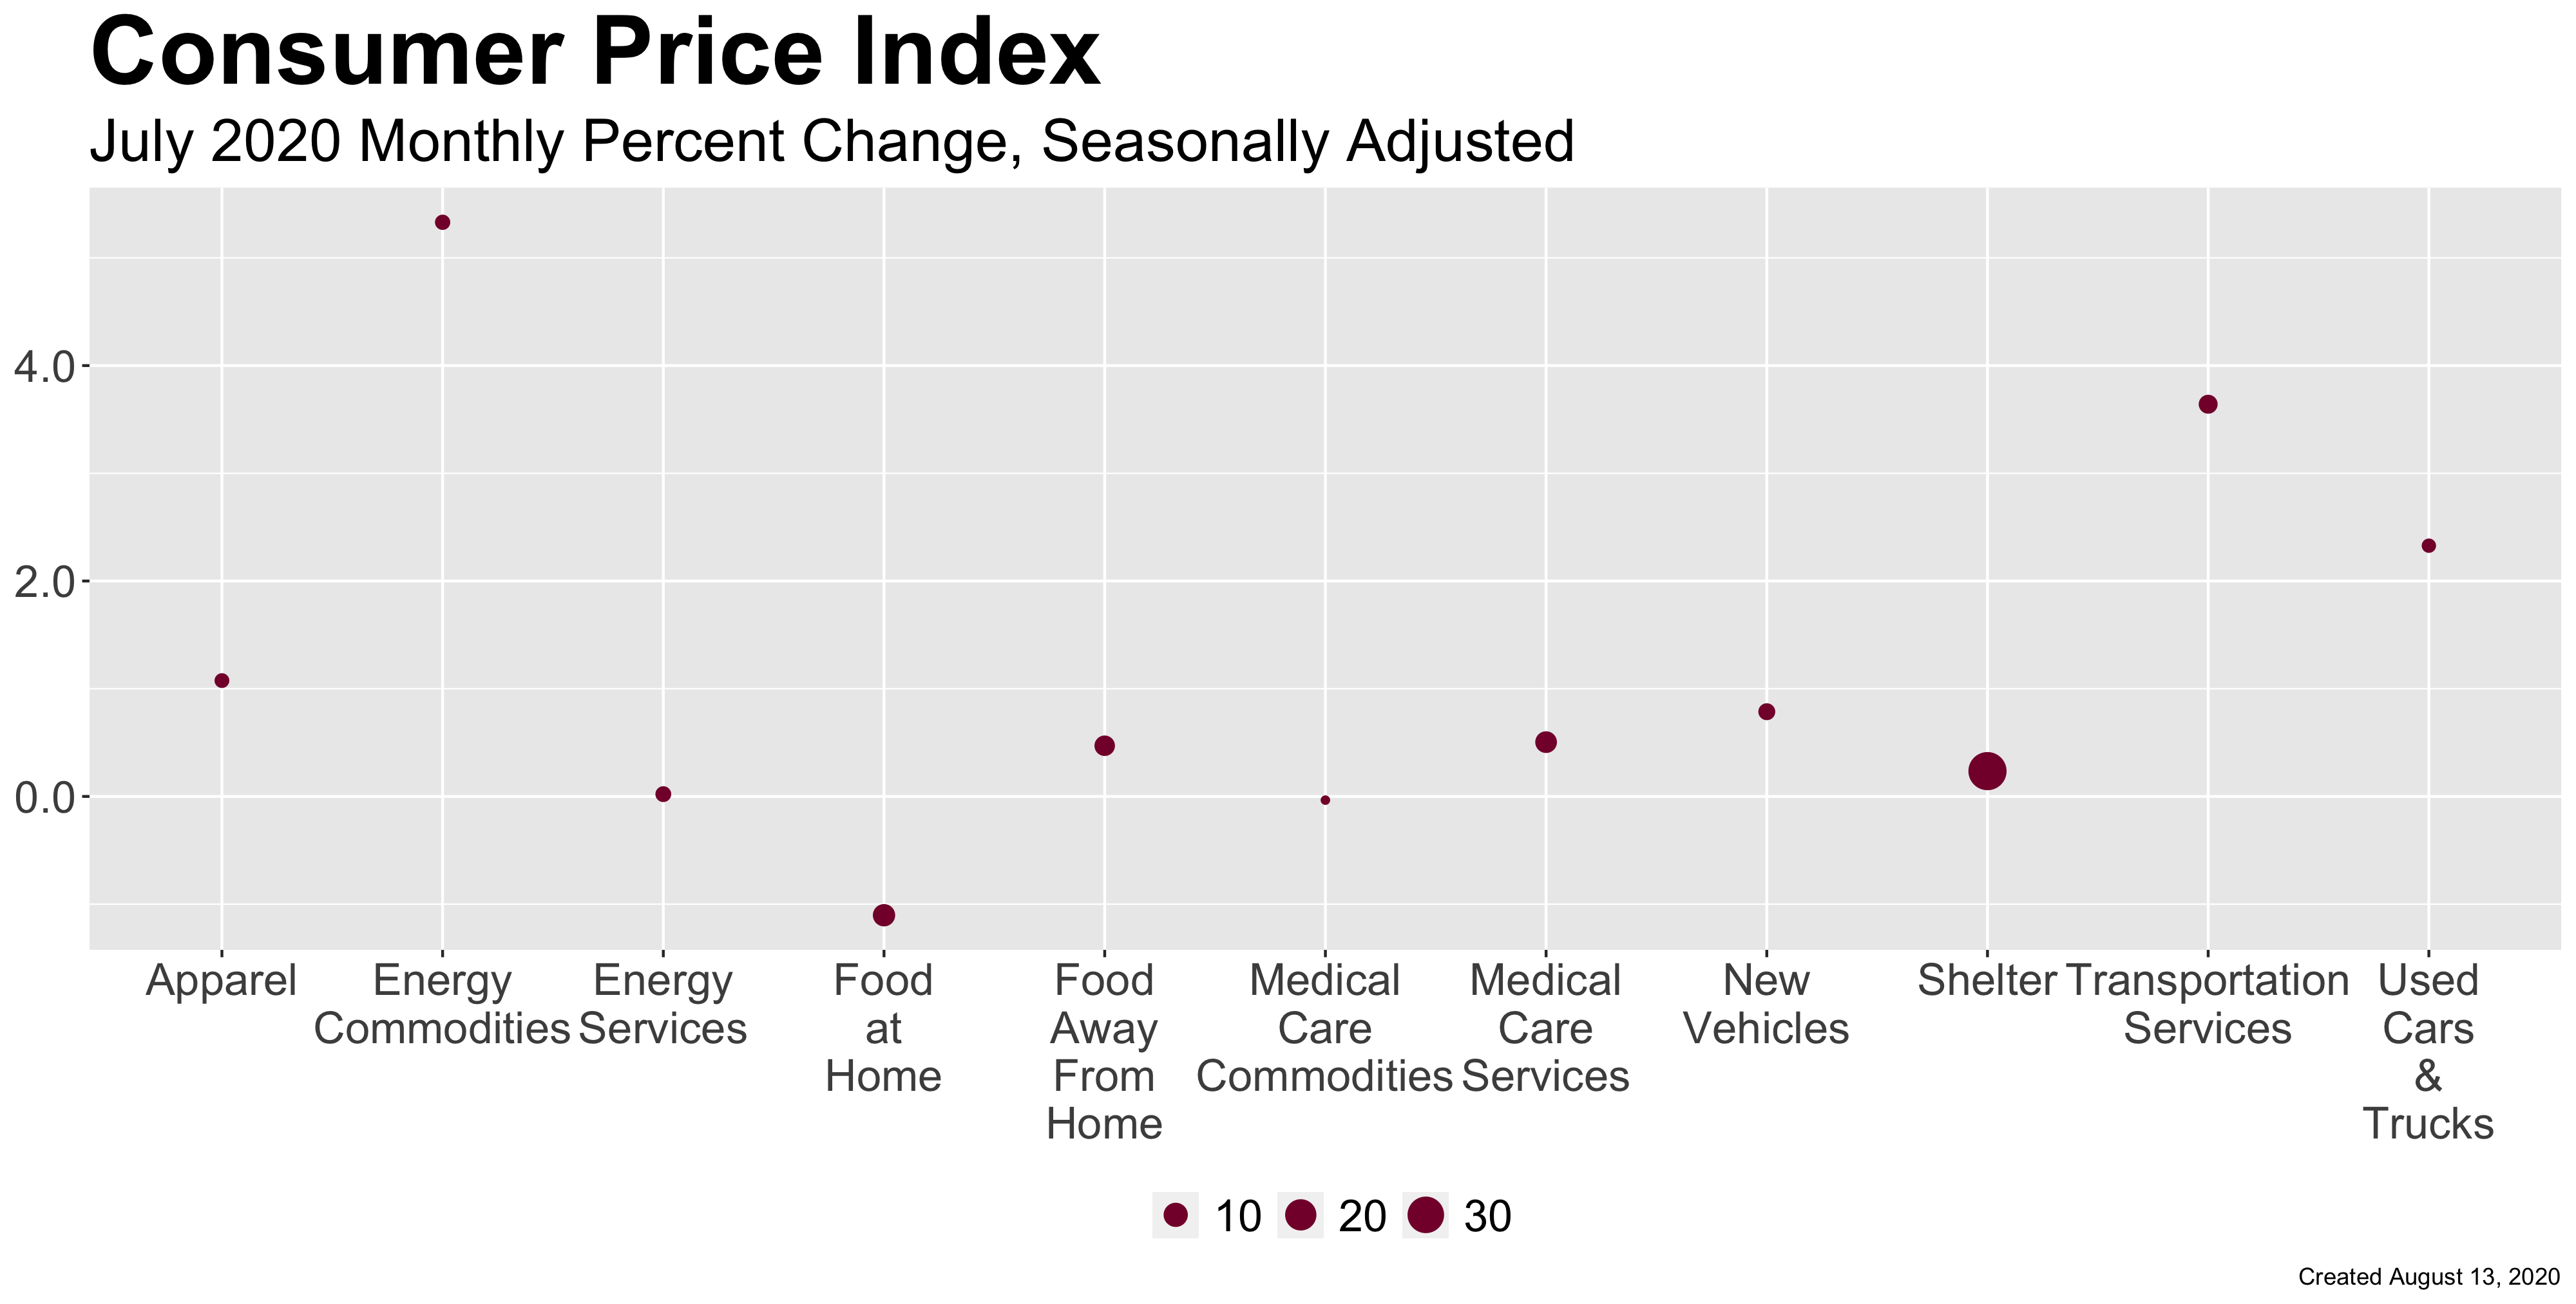 Consumer Price Index
July 2020 Monthly Percent Change, Seasonally Adjusted
4.0
2.0
0.0
Apparel
Energy
Commodities
Energy
Services
Food
at
Home
Food
Away
From
Home
Medical
Care
Commodities
Medical
Care
Services
New
Vehicles
Shelter
Transportation
Services
Used
Cars
&
Trucks
10 20 30
Created August 13, 2020